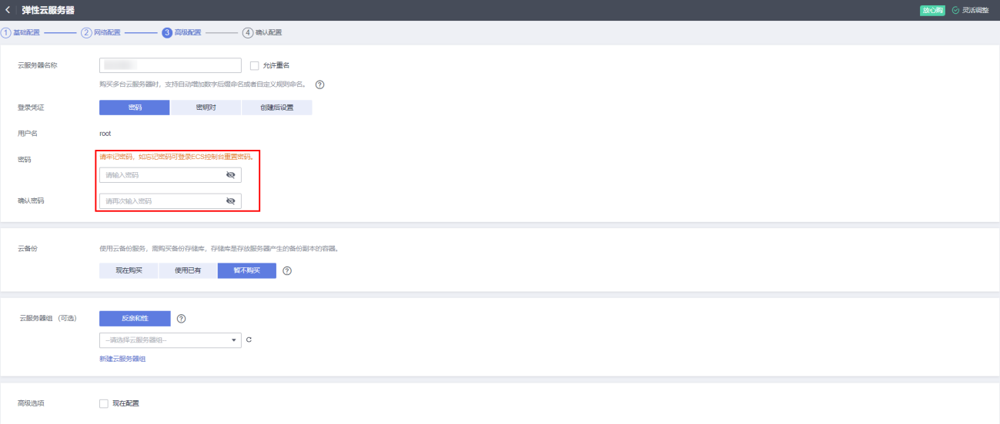 弹性云服务器
放心购 灵活调整
1 基础配置 2 网络配置 3 高级配置 4 确认配置
云服务器名称 允许重名
购买多台云服务器时，支持自动增加数字后缀命名或者自定义规则命名。 ?
登录凭证 密码 密钥对 创建后设置
用户名 root
密码 请牢记密码，如忘记密码可登录ECS控制台重置密码。
请输入密码
确认密码 请再次输入密码
云备份 使用云备份服务，需购买备份存储库，存储库是存放服务器产生的备份副本的容器。
现在购买 使用已有 暂不购买 ?
云服务器组 （可选） 反亲和性 ?
--请选择云服务器组--
新建云服务器组
高级选项 现在配置